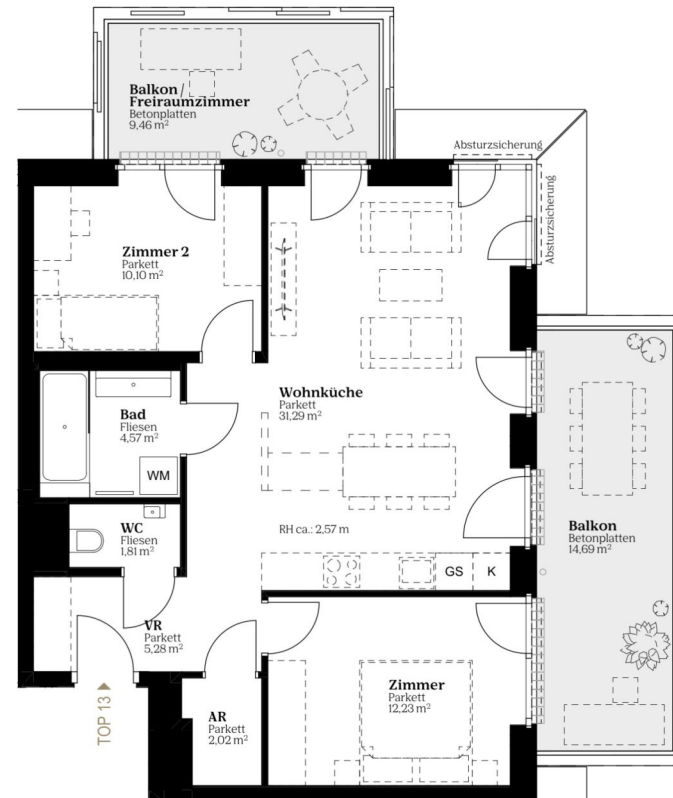 Balkon /
Freiraumzimmer
Betonplatten
9,46 m²
Absturzsicherung
Absturzsicherung
Zimmer 2
Parkett
10,10 m²
Wohnküche
Parkett
31,29 m²
Bad
Fliesen
4,57 m²
WM
WC
Fliesen
1,81 m²
RH ca.: 2,57 m
GS
K
Balkon
Betonplatten
14,69 m²
VR
Parkett
5,28 m²
Zimmer
Parkett
12,23 m²
AR
Parkett
2,02 m²
TOP 13